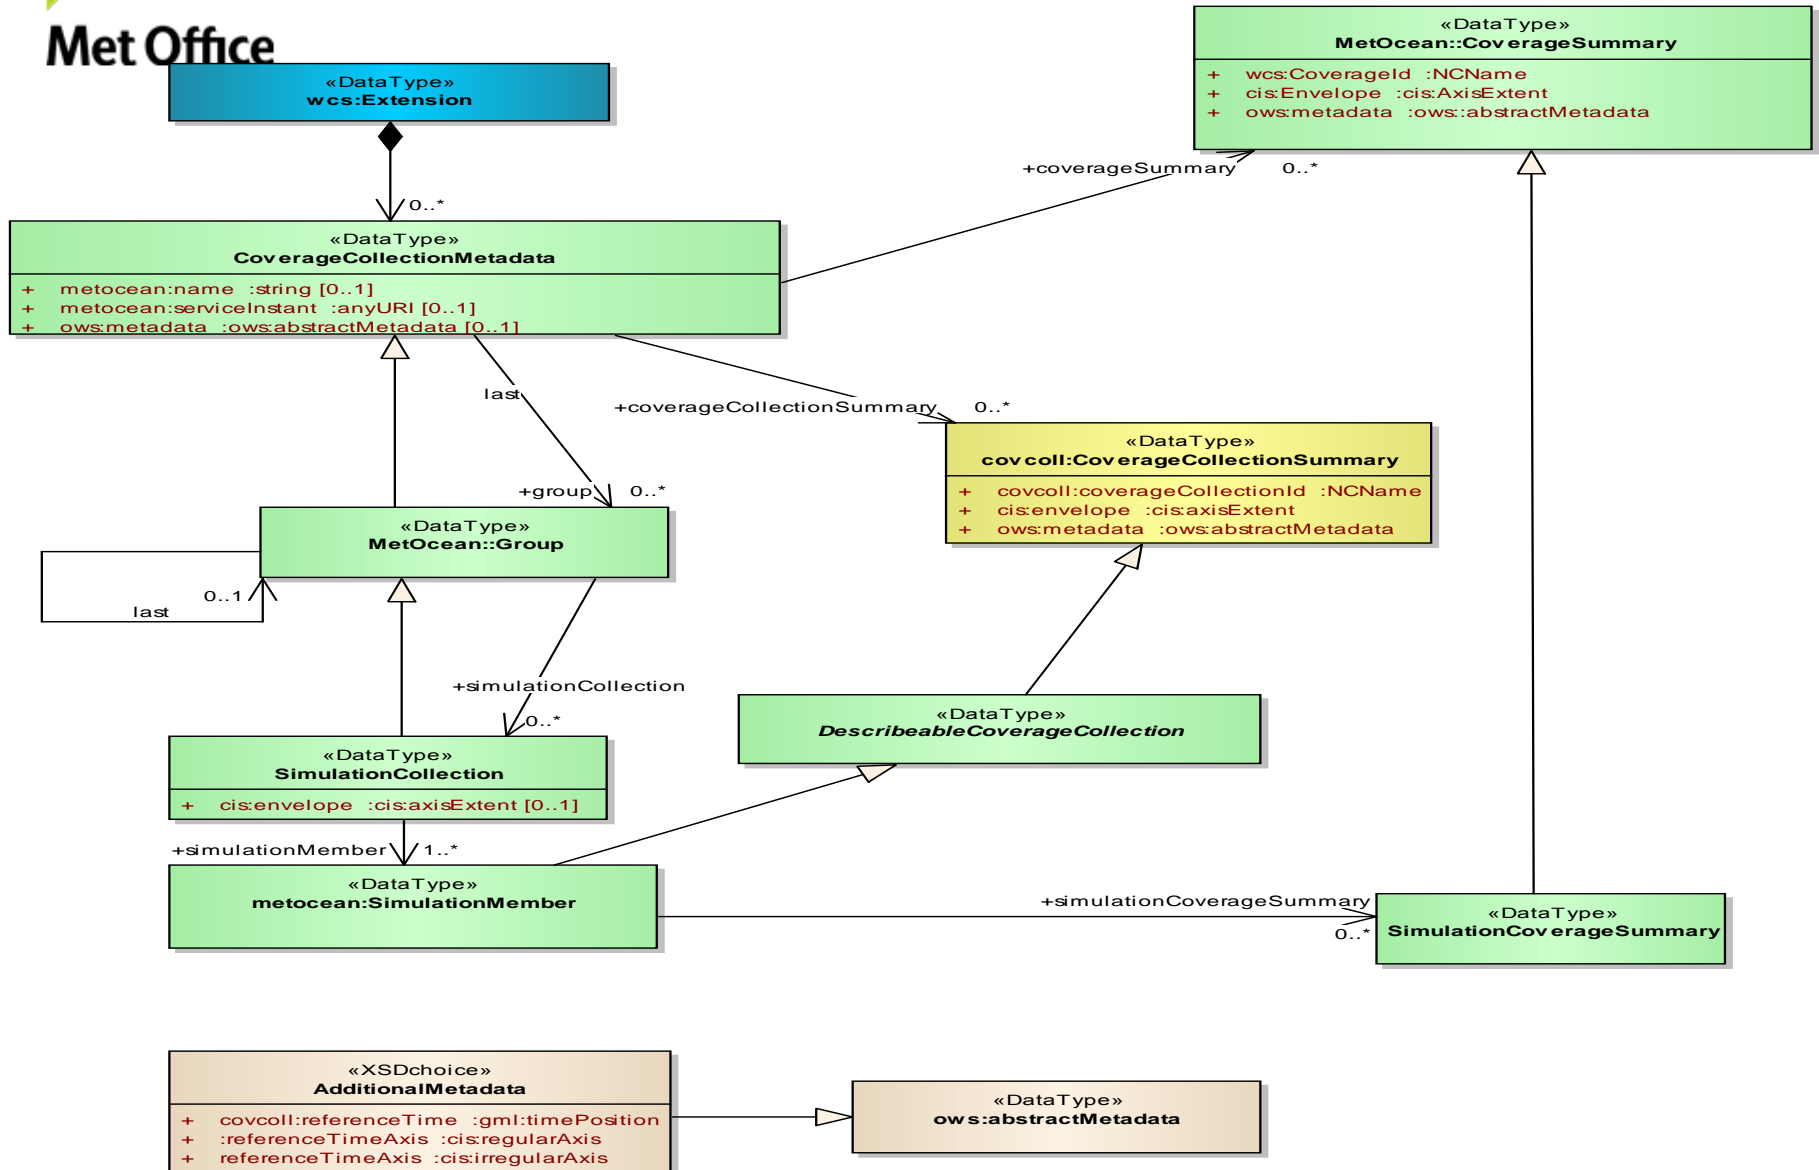 Met Office
«DataType»
wcs:Extension
0..*
«DataType»
MetOcean::CoverageSummary
+ wcs:CoverageId :NCName
+ cis:Envelope :cis:AxisExtent
+ ows:metadata :ows::abstractMetadata
+coverageSummary 0..*
«DataType»
CoverageCollectionMetadata
+ metocean:name :string [0..1]
+ metocean:serviceInstant :anyURI [0..1]
+ ows:metadata :ows:abstractMetadata [0..1]
last
+coverageCollectionSummary 0..*
+group 0..*
«DataType»
covcoll:CoverageCollectionSummary
+ covcoll:coverageCollectionId :NCName
+ cis:envelope :cis:axisExtent
+ ows:metadata :ows:abstractMetadata
«DataType»
MetOcean::Group
0..1
last
+simulationCollection
0..*
«DataType»
DescribeableCoverageCollection
«DataType»
SimulationCollection
+ cis:envelope :cis:axisExtent [0..1]
+simulationMember 1..*
«DataType»
metocean:SimulationMember
+simulationCoverageSummary
0..*
«DataType»
SimulationCoverageSummary
«XSDchoice»
AdditionalMetadata
+ covcoll:referenceTime :gml:timePosition
+ :referenceTimeAxis :cis:regularAxis
+ referenceTimeAxis :cis:irregularAxis
«DataType»
ows:abstractMetadata